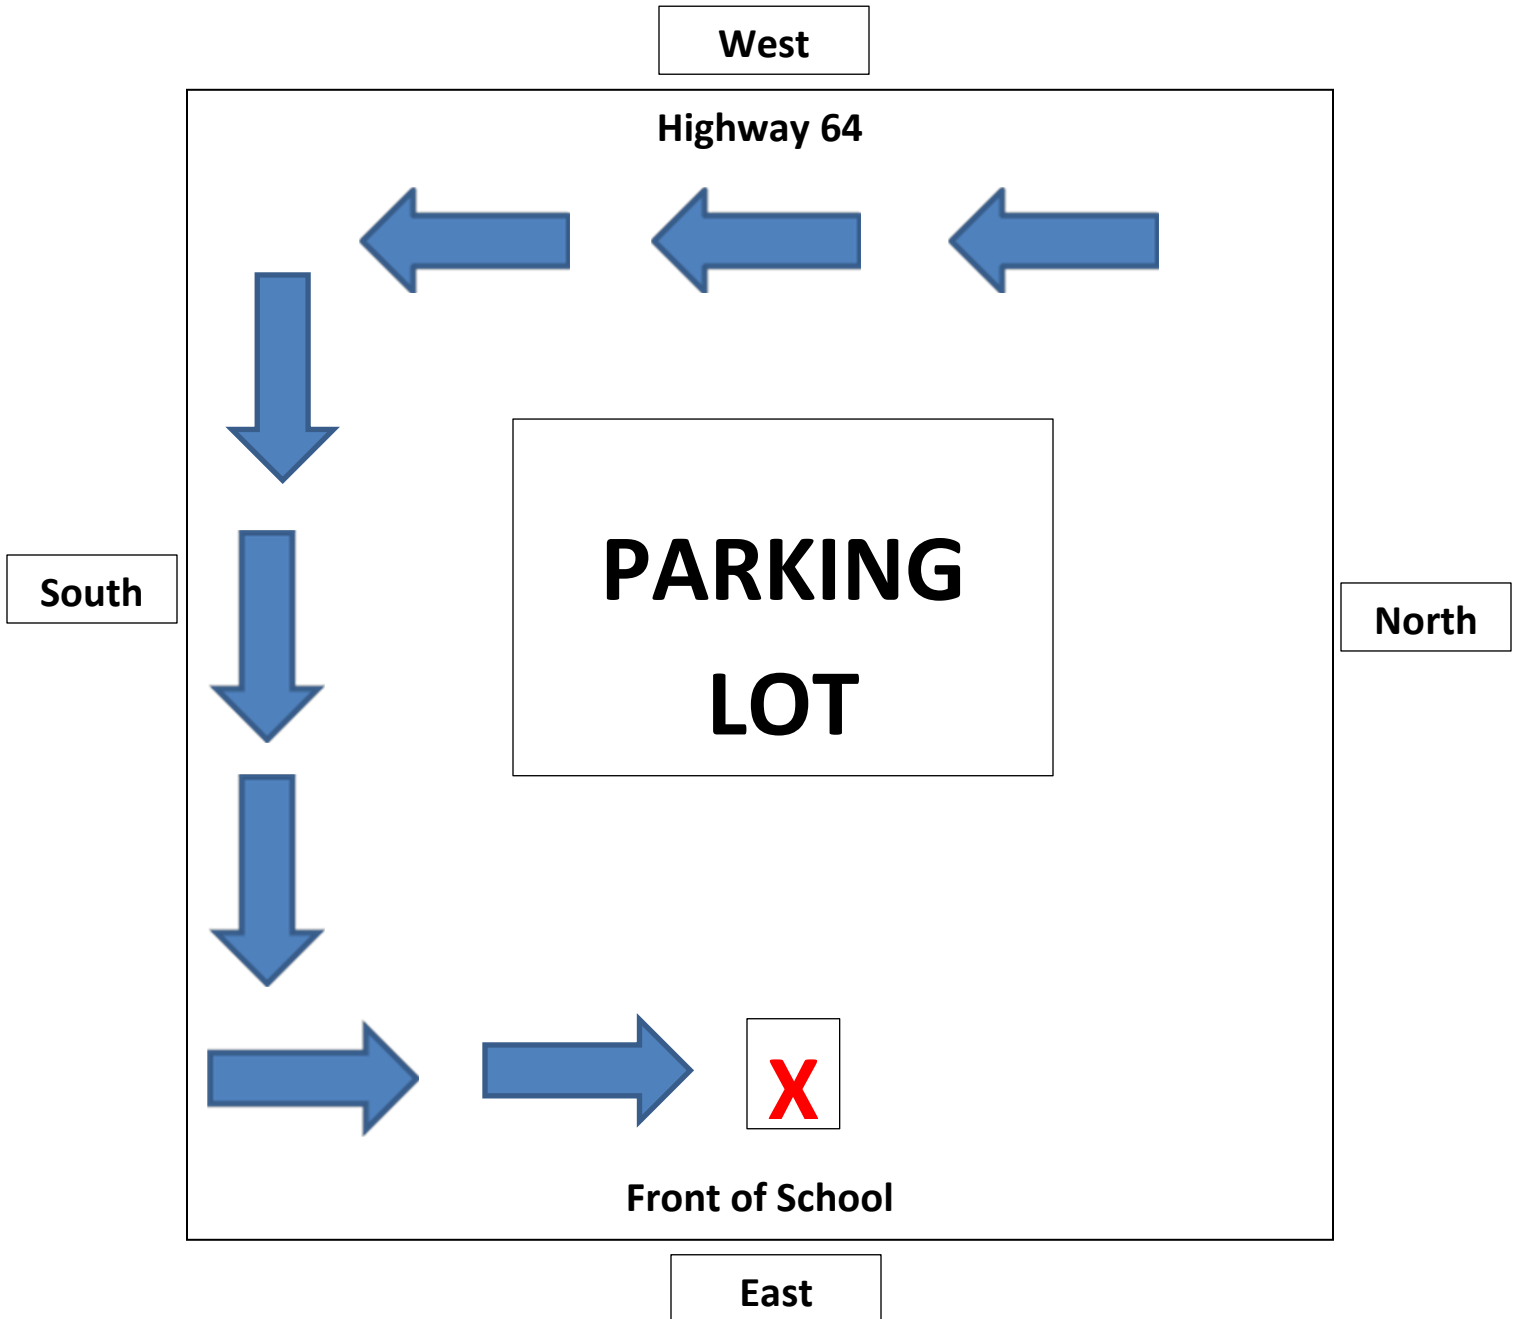 West
Highway 64
PARKING
LOT
South
North
X
Front of School
East